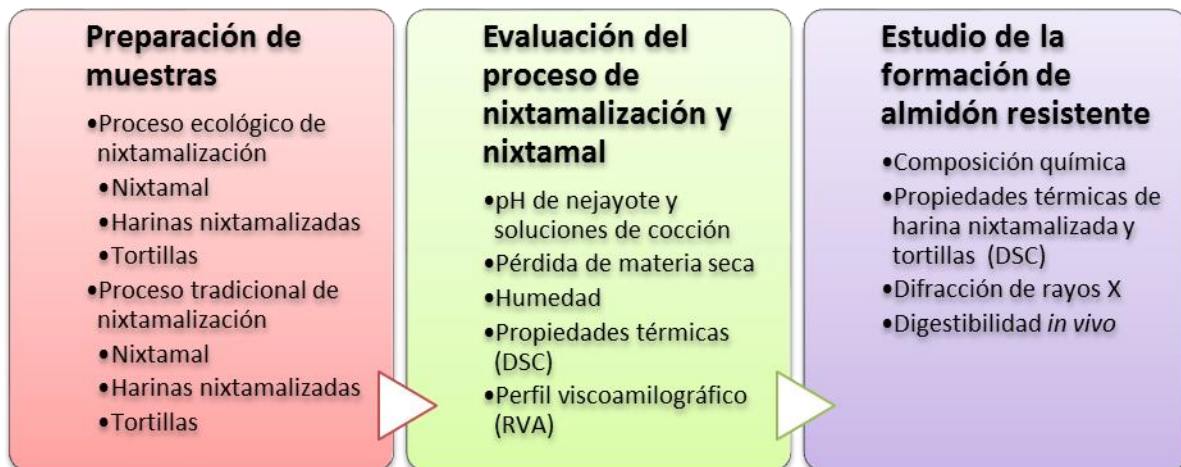 Preparación de
muestras
•Proceso ecológico de
nixtamalización
•Nixtamal
•Harinas nixtamalizadas
•Tortillas
•Proceso tradicional de
nixtamalización
•Nixtamal
•Harinas nixtamalizadas
•Tortillas
Evaluación del
proceso de
nixtamalización y
nixtamal
•pH de nejayote y
soluciones de cocción
•Pérdida de materia seca
•Humedad
•Propiedades térmicas
(DSC)
•Perfil viscoamilográfico
(RVA)
Estudio de la
formación de
almidón resistente
•Composición química
•Propiedades térmicas de
harina nixtamalizada y
tortillas (DSC)
•Difracción de rayos X
•Digestibilidad in vivo